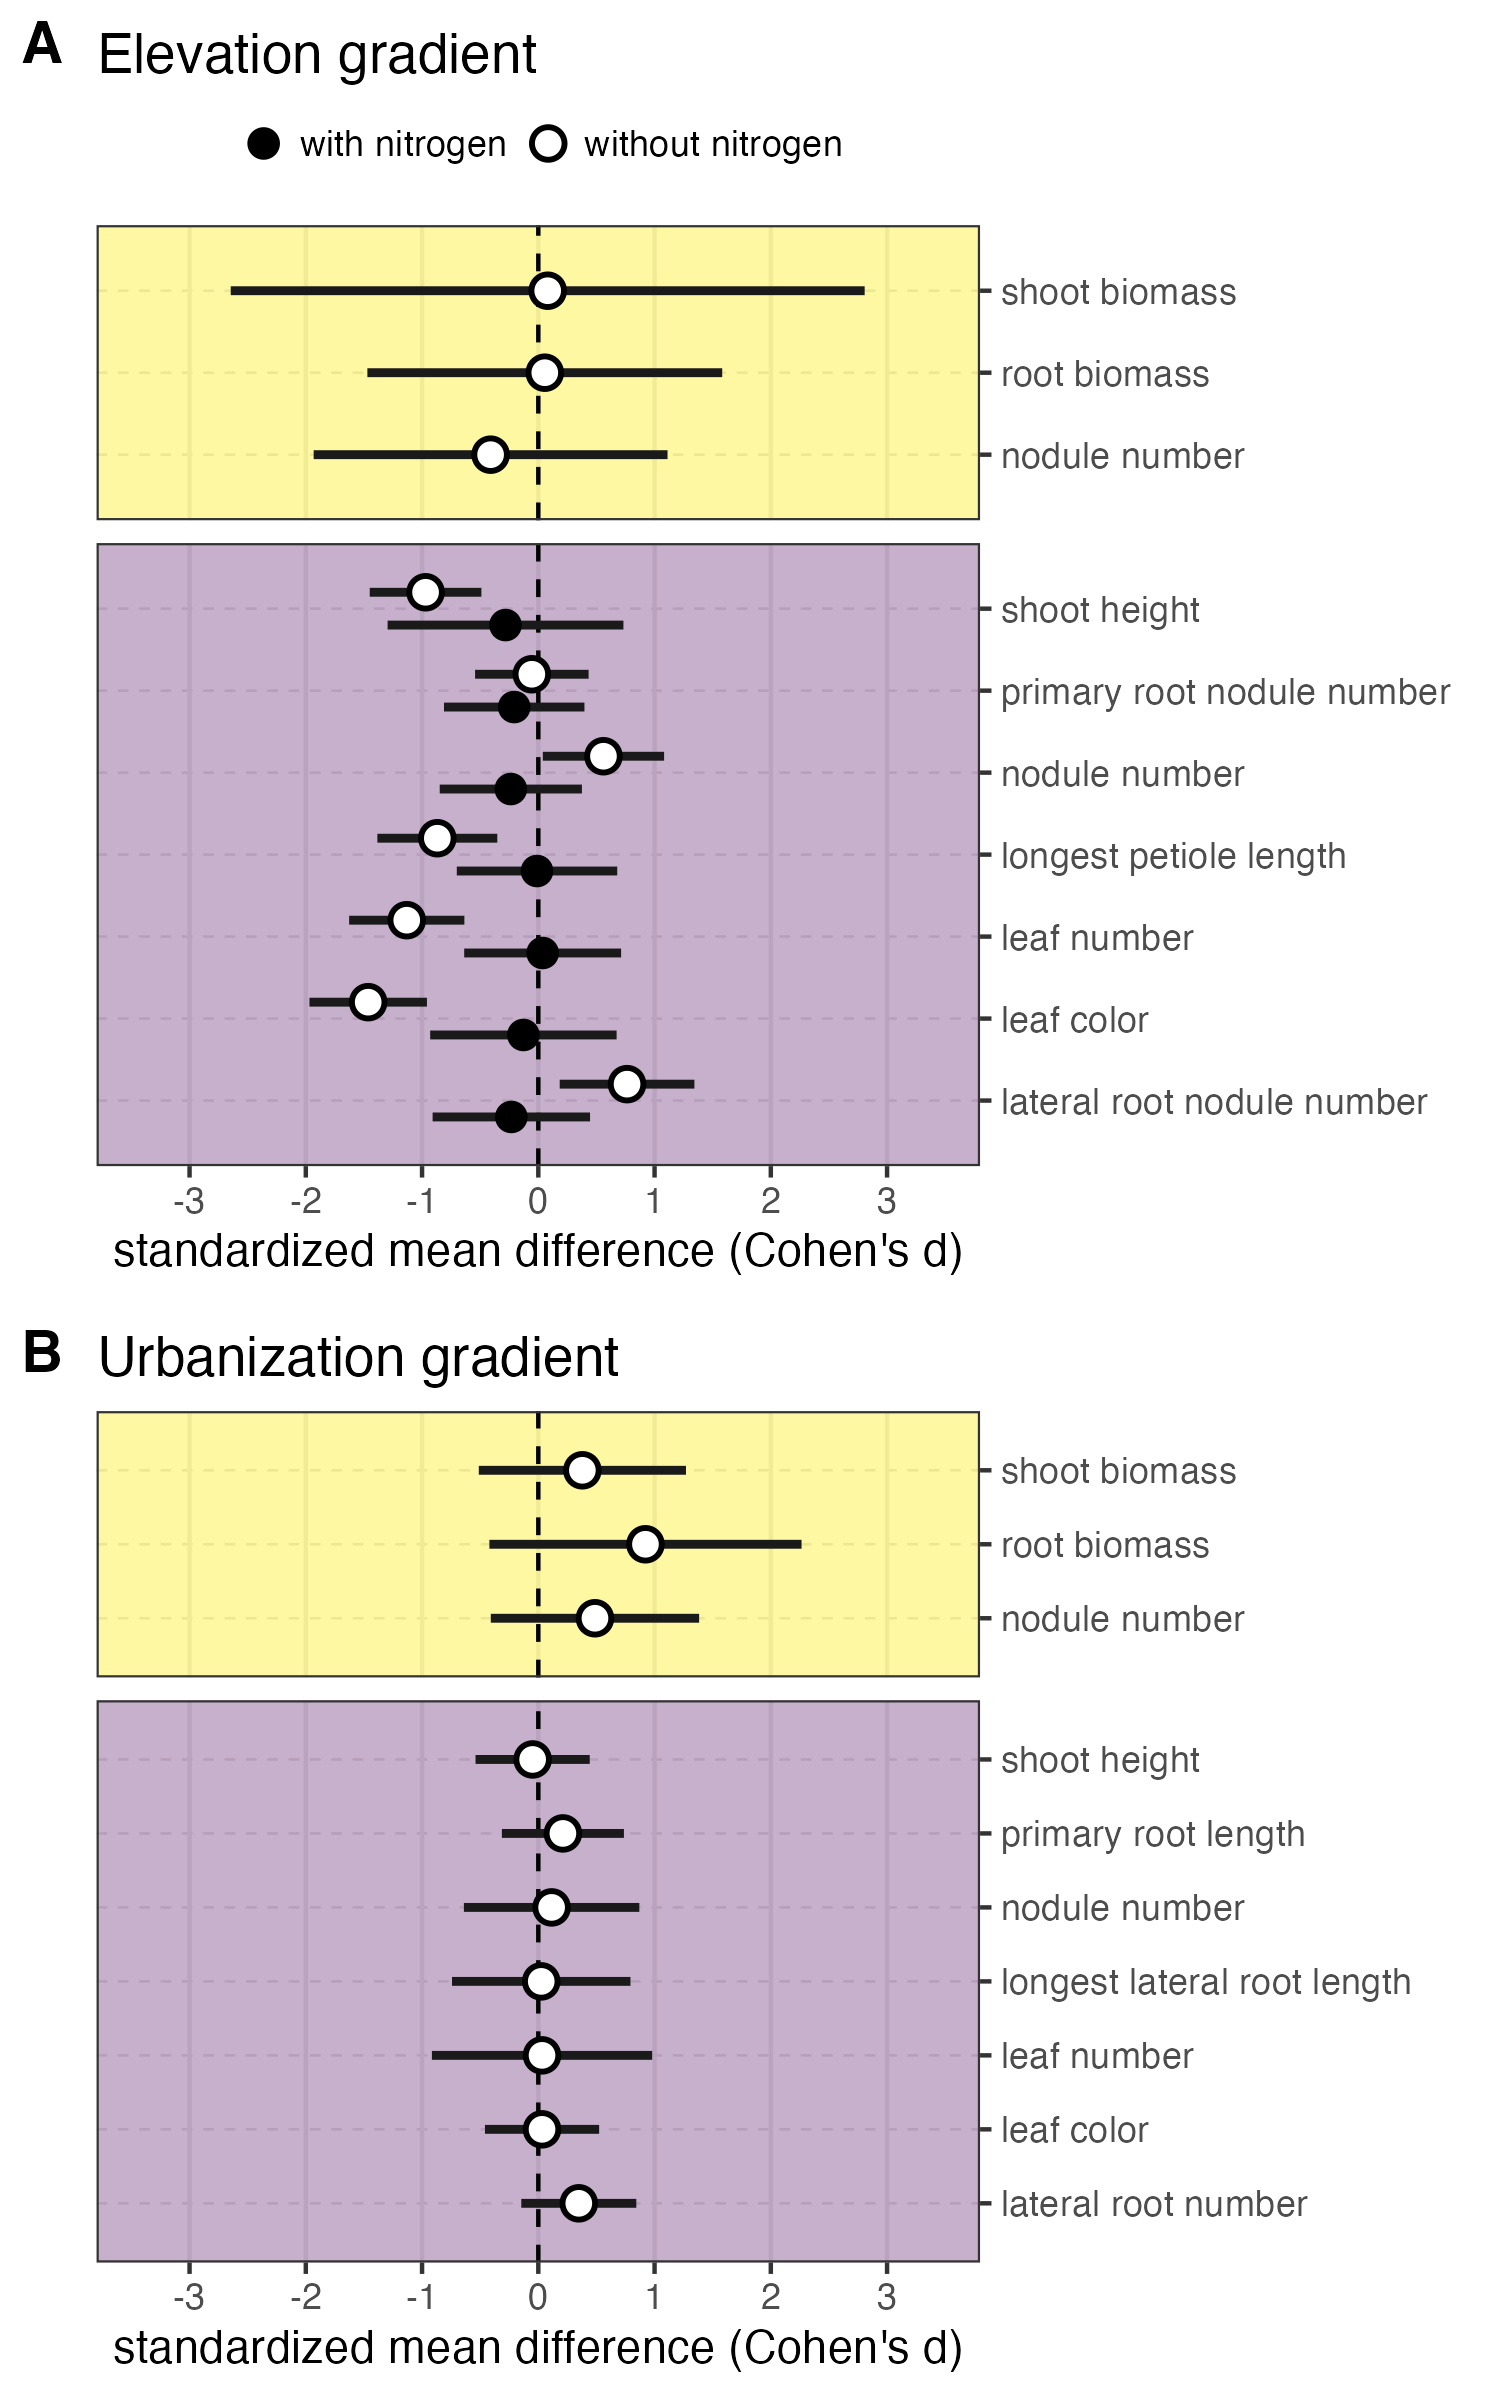 A Elevation gradient
with nitrogen without nitrogen
shoot biomass
root biomass
nodule number
shoot height
primary root nodule number
nodule number
longest petiole length
leaf number
leaf color
lateral root nodule number
-3 -2 -1 0 1 2 3
standardized mean difference (Cohen's d)
B Urbanization gradient
shoot biomass
root biomass
nodule number
shoot height
primary root length
nodule number
longest lateral root length
leaf number
leaf color
lateral root number
-3 -2 -1 0 1 2 3
standardized mean difference (Cohen's d)